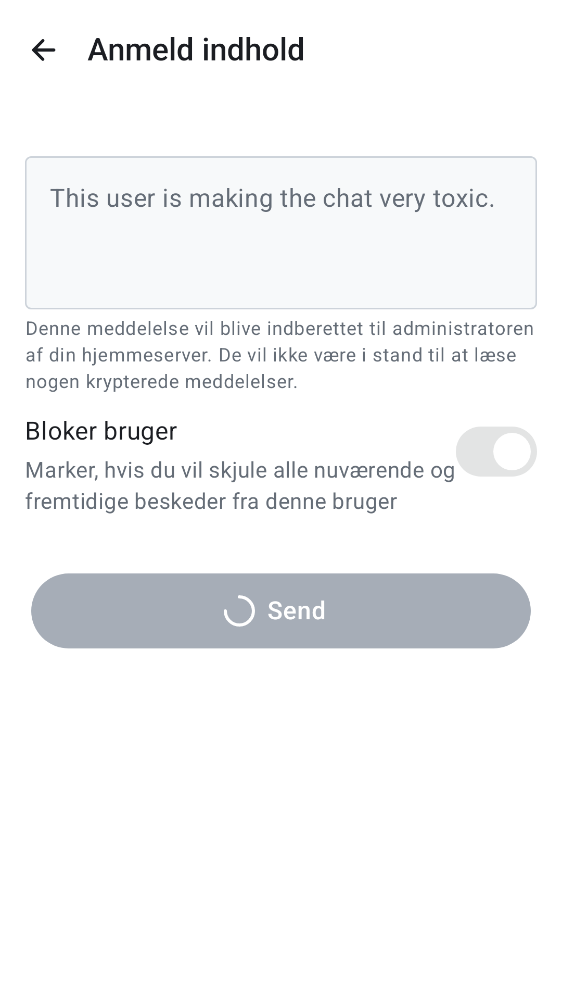 Anmeld indhold
This user is making the chat very toxic.
Denne meddelelse vil blive indberettet til administratoren
af din hjemmeserver. De vil ikke være i stand til at læse
nogen krypterede meddelelser.
Bloker bruger
Marker, hvis du vil skjule alle nuværende og
fremtidige beskeder fra denne bruger
Send